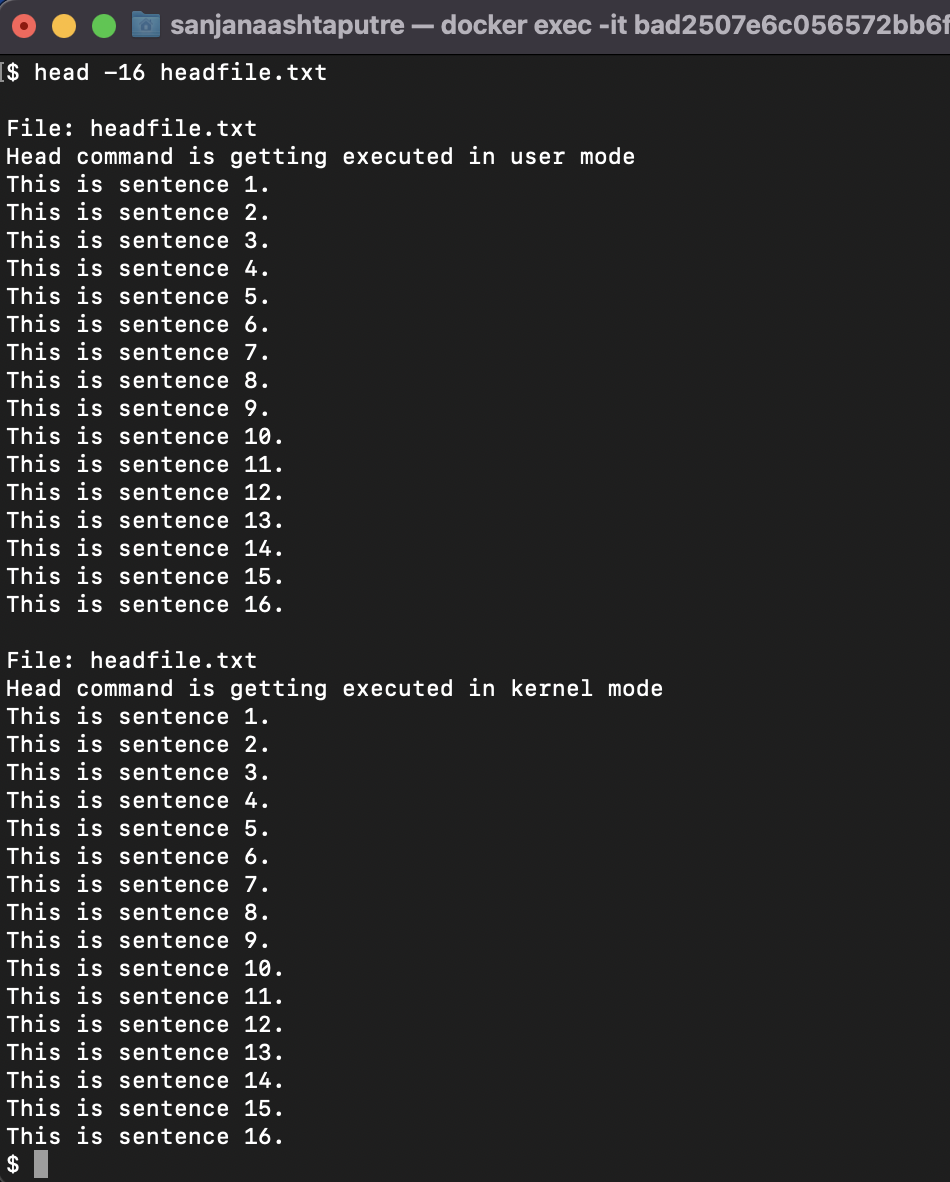 sanjanaashtaputre — docker exec -it bad2507e6c056572bb6f
$ head -16 headfile.txt
File: headfile.txt
Head command is getting executed in user mode
This is sentence 1.
This is sentence 2.
This is sentence 3.
This is sentence 4.
This is sentence 5.
This is sentence 6.
This is sentence 7.
This is sentence 8.
This is sentence 9.
This is sentence 10.
This is sentence 11.
This is sentence 12.
This is sentence 13.
This is sentence 14.
This is sentence 15.
This is sentence 16.
File: headfile.txt
Head command is getting executed in kernel mode
This is sentence 1.
This is sentence 2.
This is sentence 3.
This is sentence 4.
This is sentence 5.
This is sentence 6.
This is sentence 7.
This is sentence 8.
This is sentence 9.
This is sentence 10.
This is sentence 11.
This is sentence 12.
This is sentence 13.
This is sentence 14.
This is sentence 15.
This is sentence 16.
$